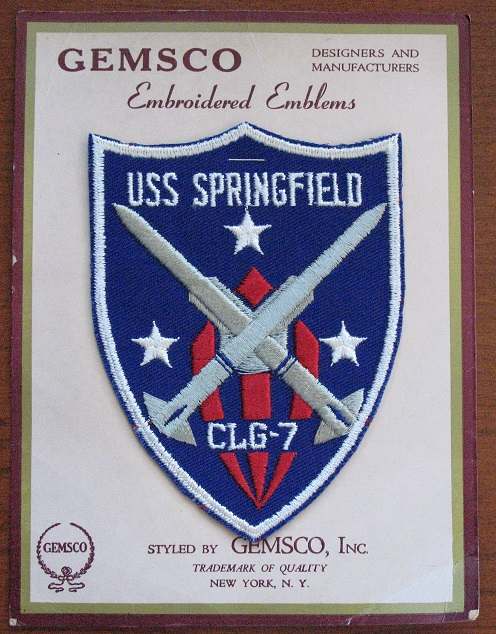 GEMSCO
DESIGNERS AND
MANUFACTURERS
Embroidered Emblems
USS SPRINGFIELD
CLG-7
GEMSCO
STYLED BY GEMSCO, INC.
TRADEMARK OF QUALITY
NEW YORK, N. Y.